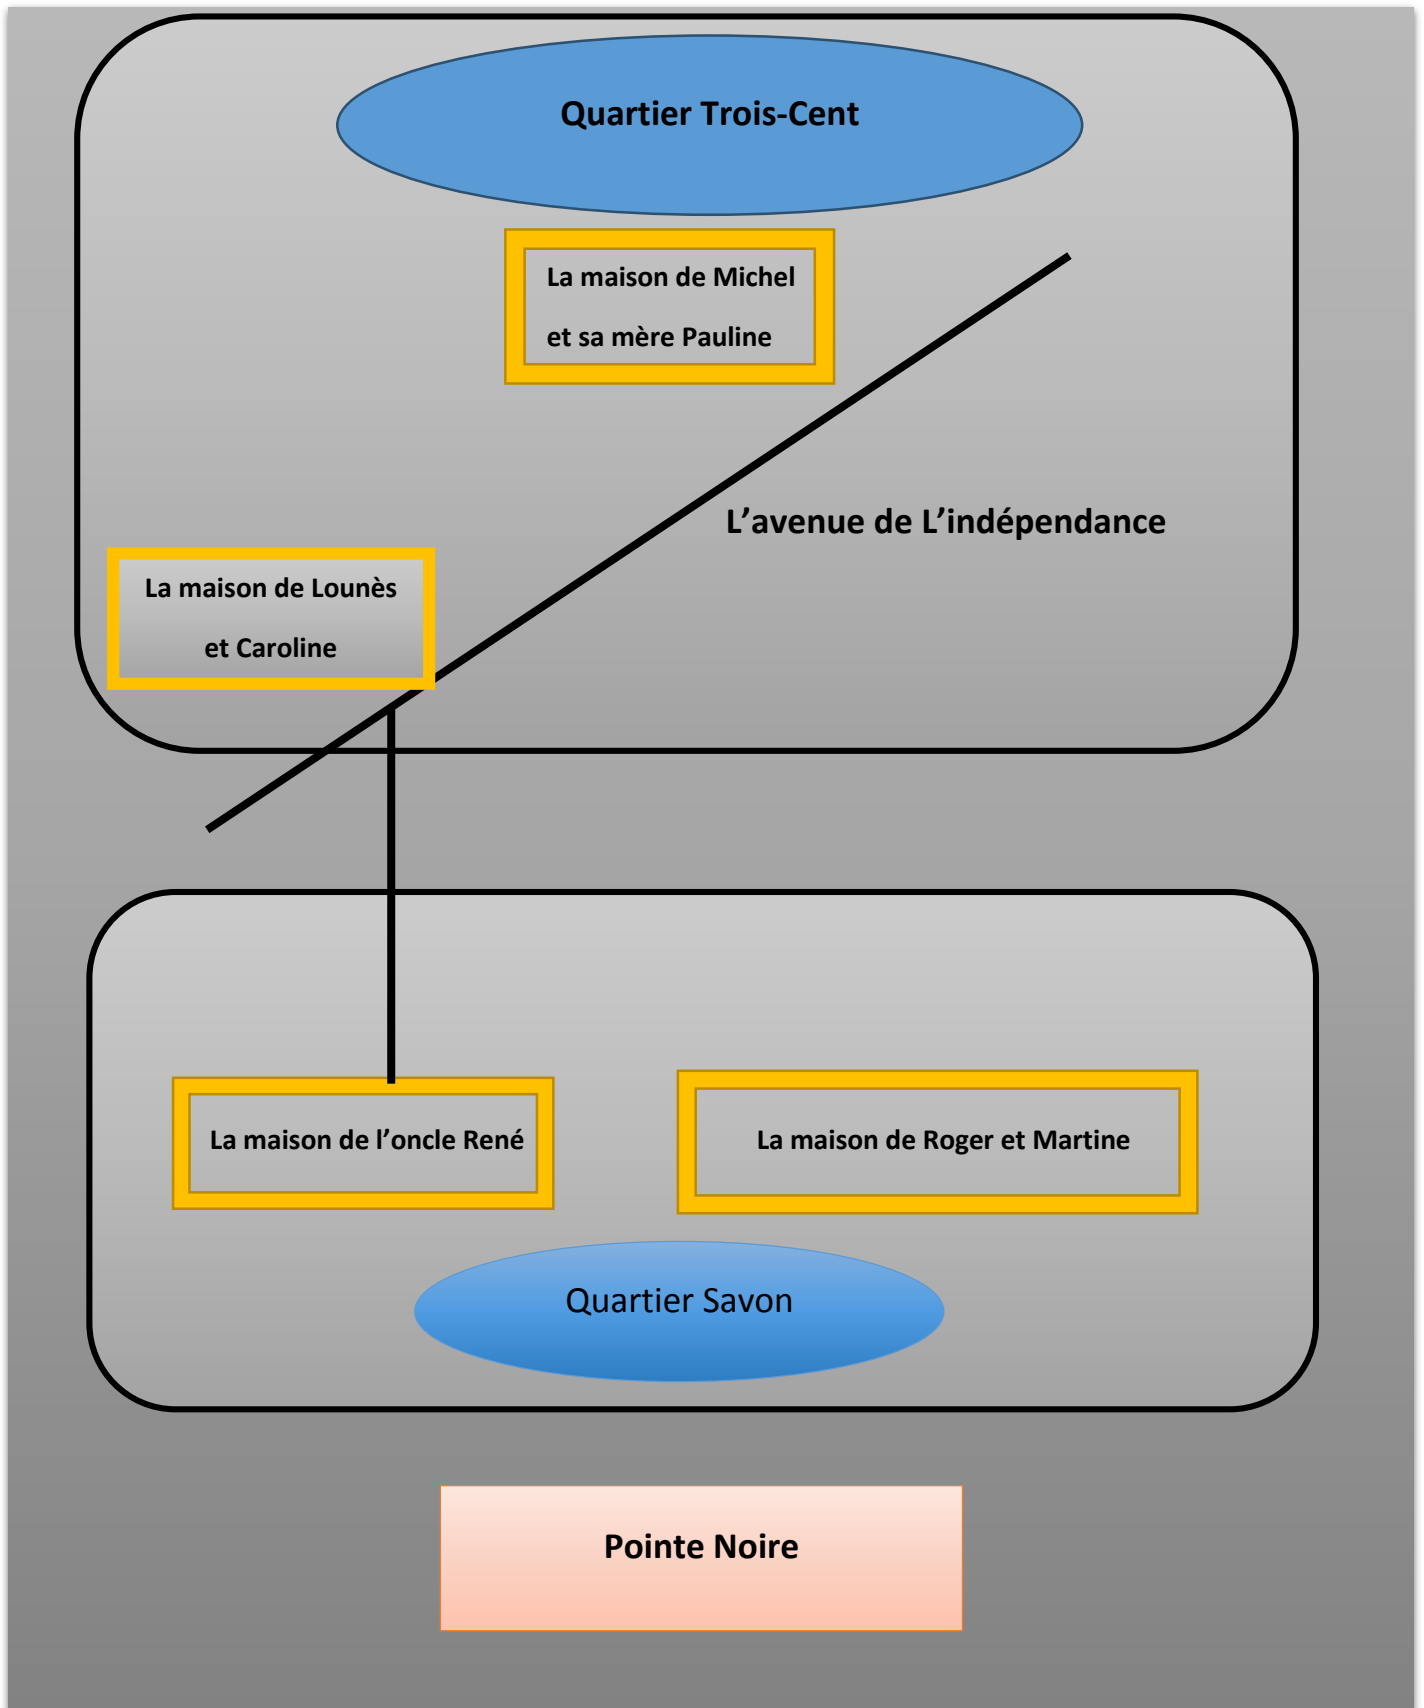 Quartier Trois-Cent
La maison de Michel
et sa mère Pauline
L’avenue de L’indépendance
La maison de Lounès
et Caroline
La maison de l’oncle René
La maison de Roger et Martine
Quartier Savon
Pointe Noire